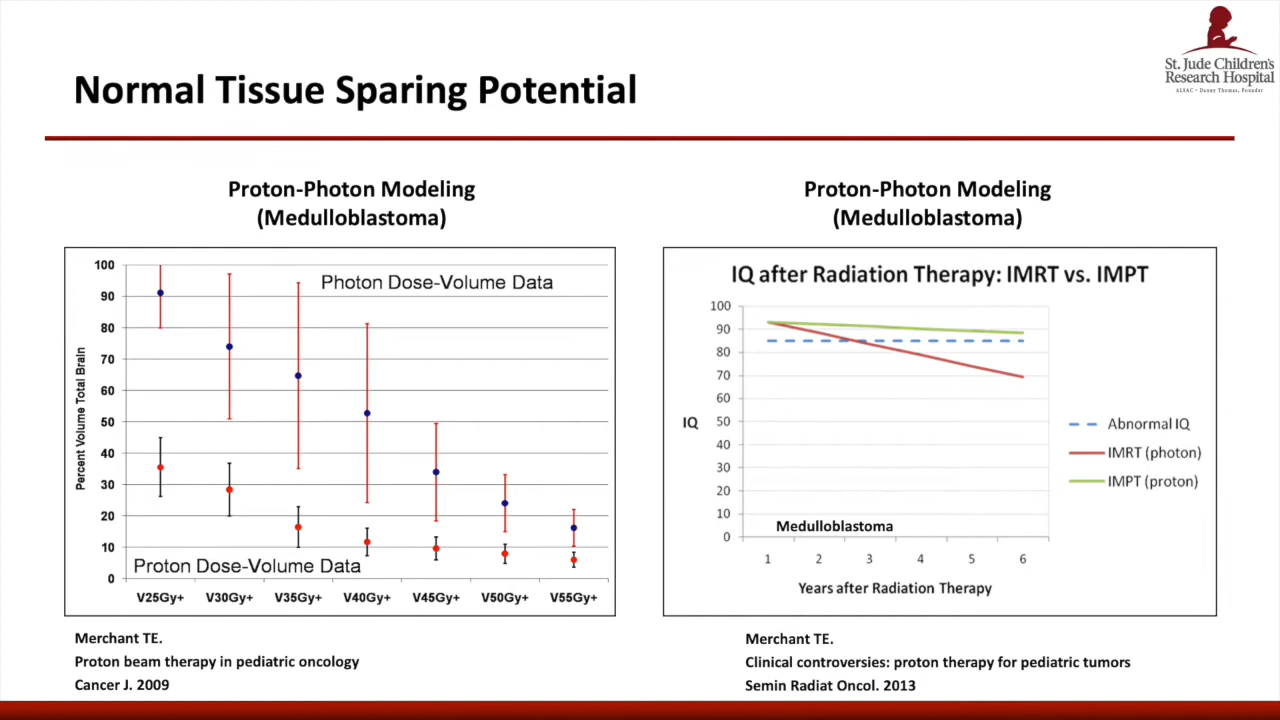 St. Jude Children's
Research Hospital
ALSAC • Danny Thomas, Founder
Normal Tissue Sparing Potential
Proton-Photon Modeling
(Medulloblastoma)
Photon Dose-Volume Data
Percent Volume Total Brain
100
90
80
70
60
50
40
30
20
10
0
Proton Dose-Volume Data
V25Gy+ V30Gy+ V35Gy+ V40Gy+ V45Gy+ V50Gy+ V55Gy+
Merchant TE.
Proton beam therapy in pediatric oncology
Cancer J. 2009
Proton-Photon Modeling
(Medulloblastoma)
IQ after Radiation Therapy: IMRT vs. IMPT
IQ
100
90
80
70
60
50
40
30
20
10
0
Medulloblastoma
1 2 3 4 5 6
Years after Radiation Therapy
Abnormal IQ
IMRT (photon)
IMPT (proton)
Merchant TE.
Clinical controversies: proton therapy for pediatric tumors
Semin Radiat Oncol. 2013